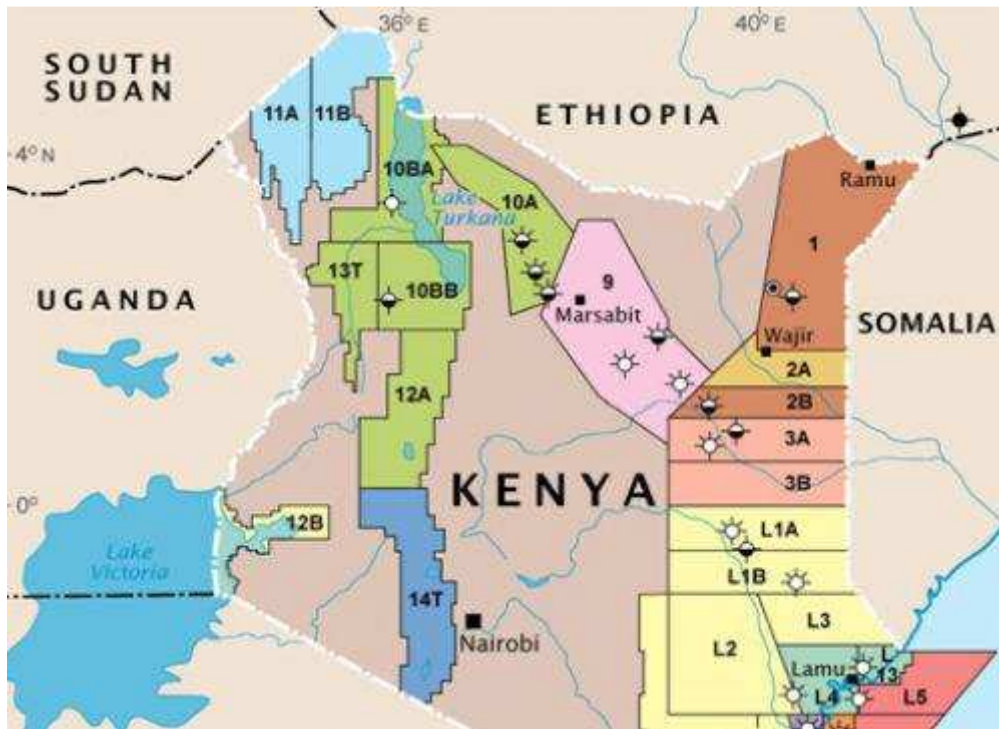 36° E
40° E
SOUTH
SUDAN
ETHIOPIA
11A
11B
4° N
10BA
Ramu
Lake
Turkana
10A
1
13T
10BB
9
UGANDA
Marsabit
SOMALIA
Wajir
2A
12A
2B
3A
KENYA
3B
0°
12B
L1A
Lake
Victoria
L1B
14T
L3
Nairobi
L2
L
13
Lamu
L4
L5